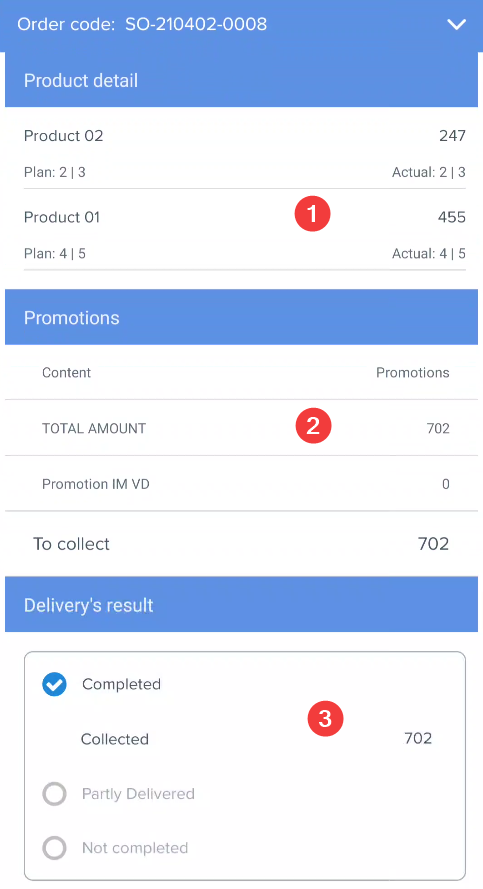 Order code: SO-210402-0008
Product detail
Product 02 247
Plan: 2 | 3 Actual: 2 | 3
1
Product 01 455
Plan: 4 | 5 Actual: 4 | 5
Promotions
Content Promotions
TOTAL AMOUNT 2 702
Promotion IM VD 0
To collect 702
Delivery's result
Completed
3
Collected 702
Partly Delivered
Not completed